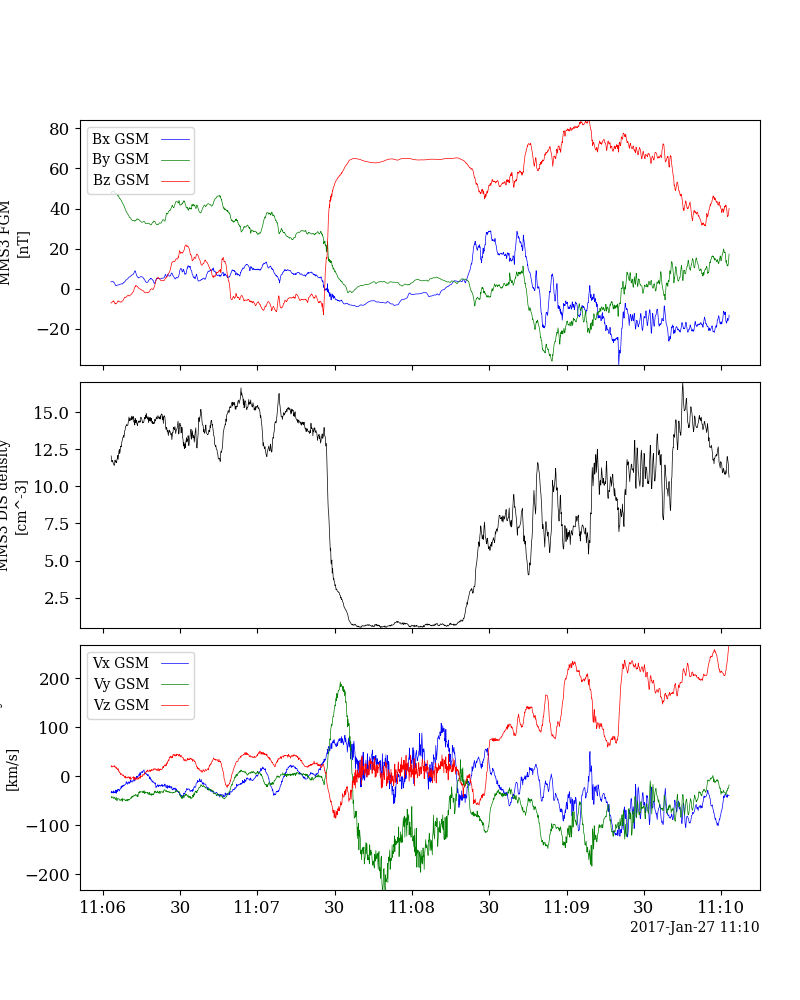 80
60
40
20
0
−20
MMS3 FGM
[nT]
Bx GSM
By GSM
Bz GSM
15.0
12.5
10.0
7.5
5.0
2.5
MMS3 DIS density
[cm^-3]
200
100
0
−100
−200
[km/s]
Vx GSM
Vy GSM
Vz GSM
11:06 30 11:07 30 11:08 30 11:09 30 11:10
2017-Jan-27 11:10